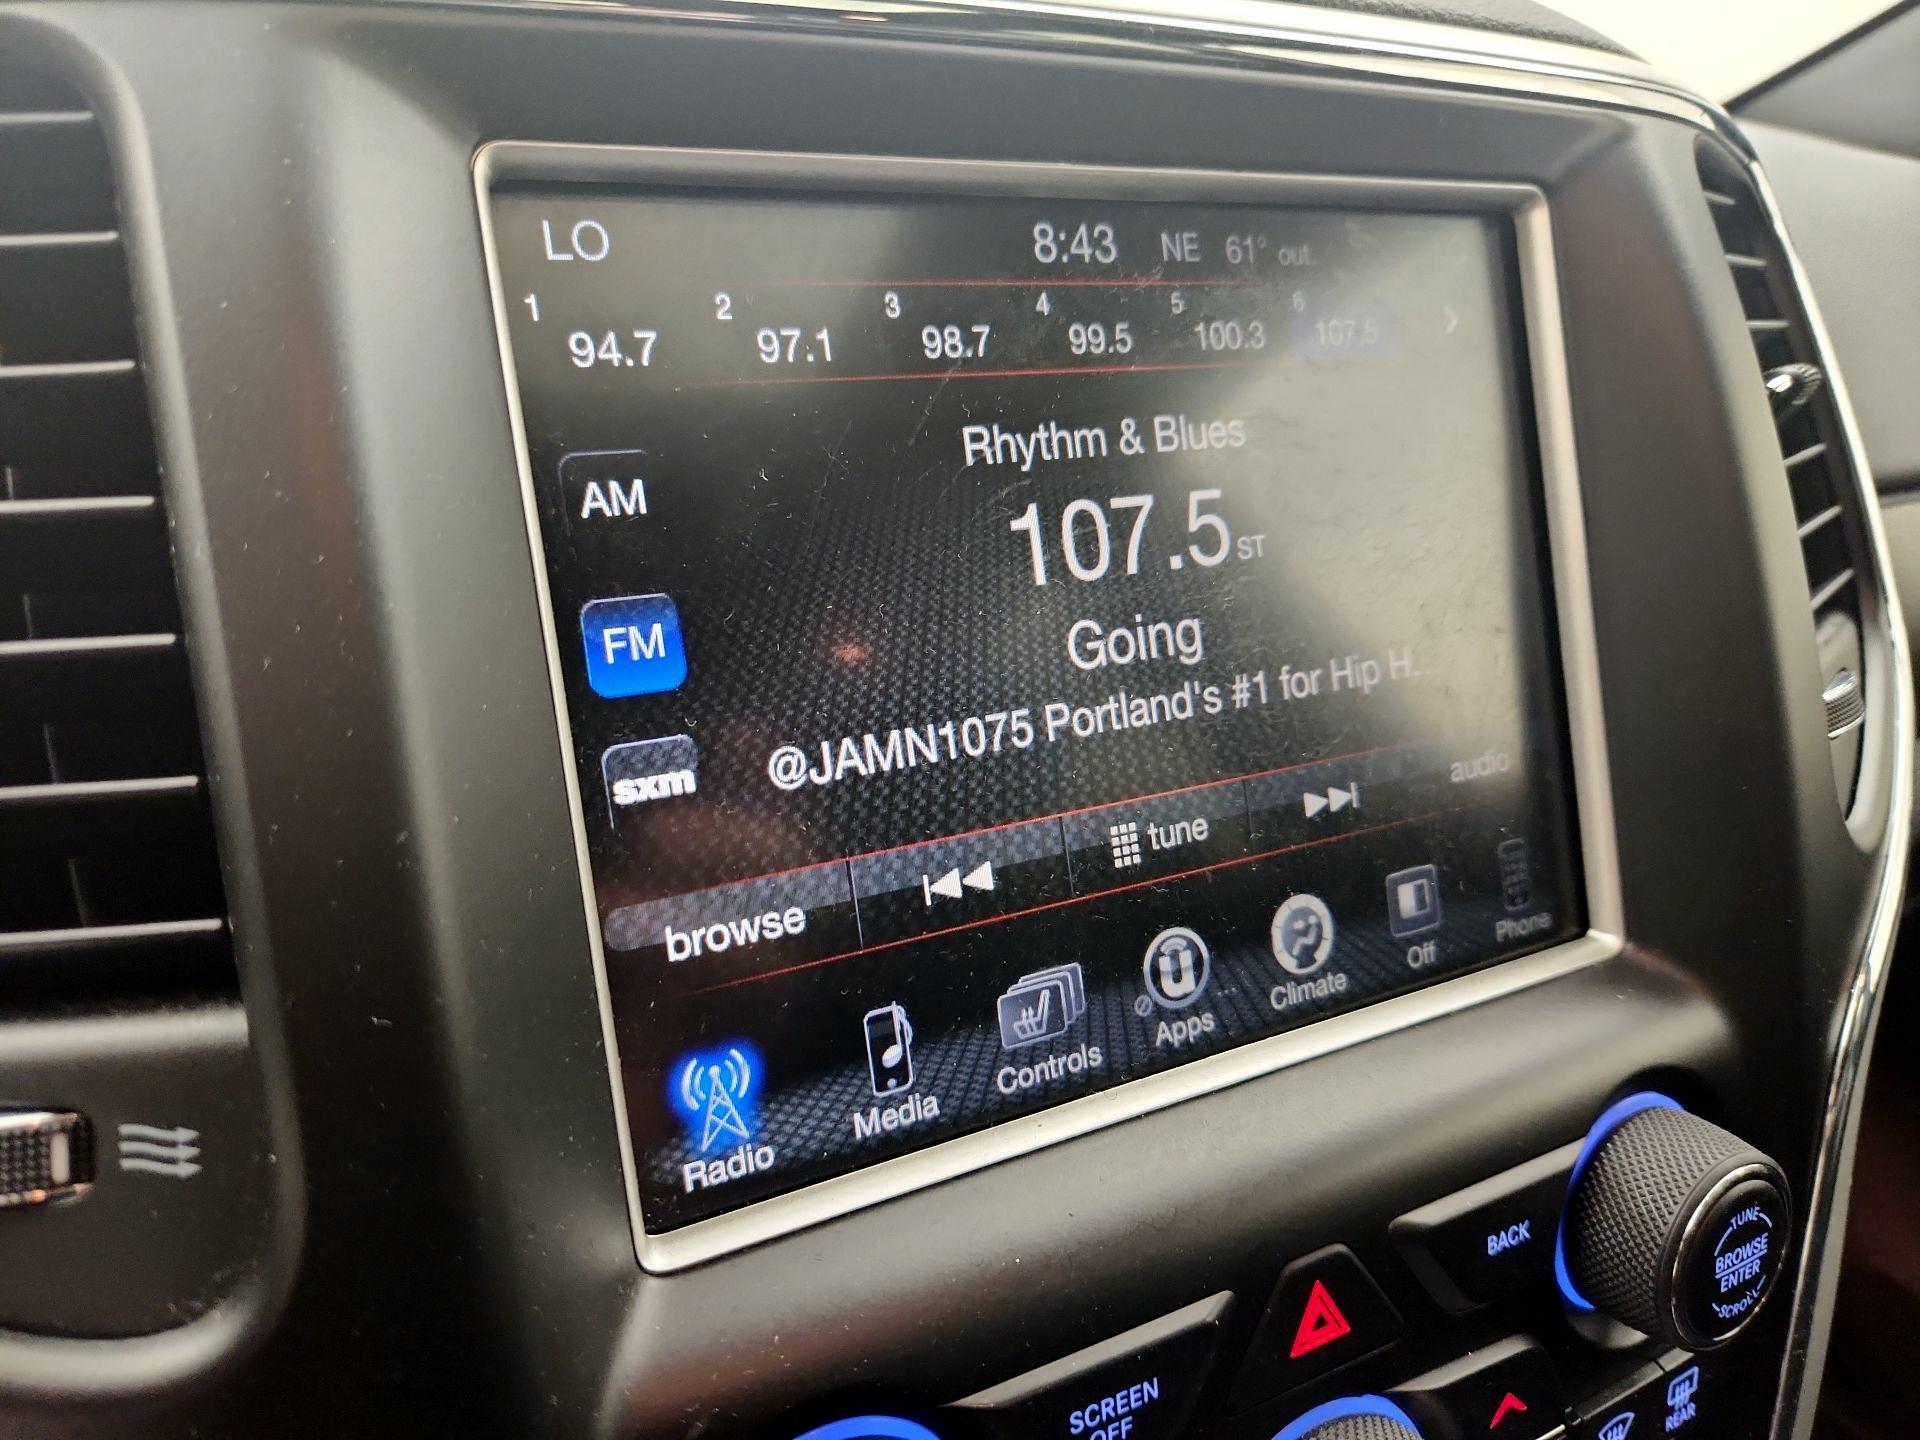 LO 8:43 NE 61° out
1 2 3 4 5 6
94.7 97.1 98.7 99.5 100.3 107.5
Rhythm & Blues
AM
107.5 ST
FM
Going
@JAMN1075 Portland's #1 for Hip H...
sxm
audio
browse tune
Radio Media Controls Apps Climate Off Phone
BACK
TUNE
BROWSE
ENTER
SCROLL
SCREEN
OFF
REAR